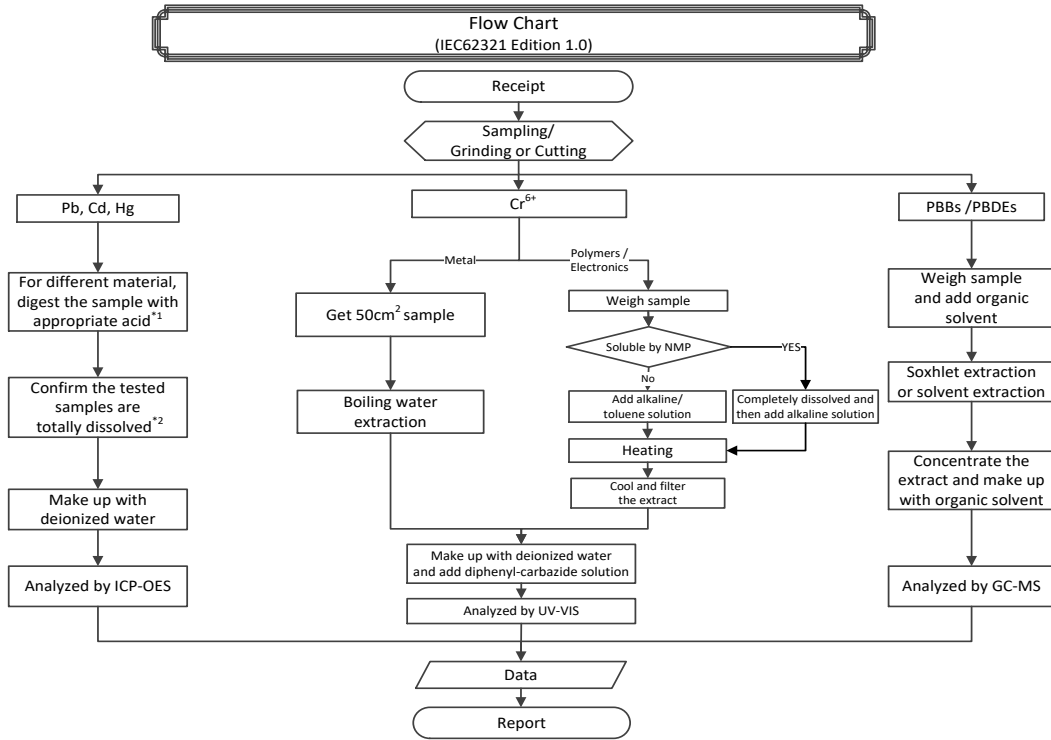 Flow Chart
(IEC62321 Edition 1.0)
Receipt
Sampling/
Grinding or Cutting
Pb, Cd, Hg
For different material,
digest the sample with
appropriate acid*1
Confirm the tested
samples are
totally dissolved*2
Make up with
deionized water
Analyzed by ICP-OES
Cr6+
Metal
Get 50cm2 sample
Boiling water
extraction
Polymers /
Electronics
Weigh sample
Soluble by NMP
YES
No
Add alkaline/
toluene solution
Completely dissolved and
then add alkaline solution
Heating
Cool and filter
the extract
Make up with deionized water
and add diphenyl-carbazide solution
Analyzed by UV-VIS
PBBs /PBDEs
Weigh sample
and add organic
solvent
Soxhlet extraction
or solvent extraction
Concentrate the
extract and make up
with organic solvent
Analyzed by GC-MS
Data
Report